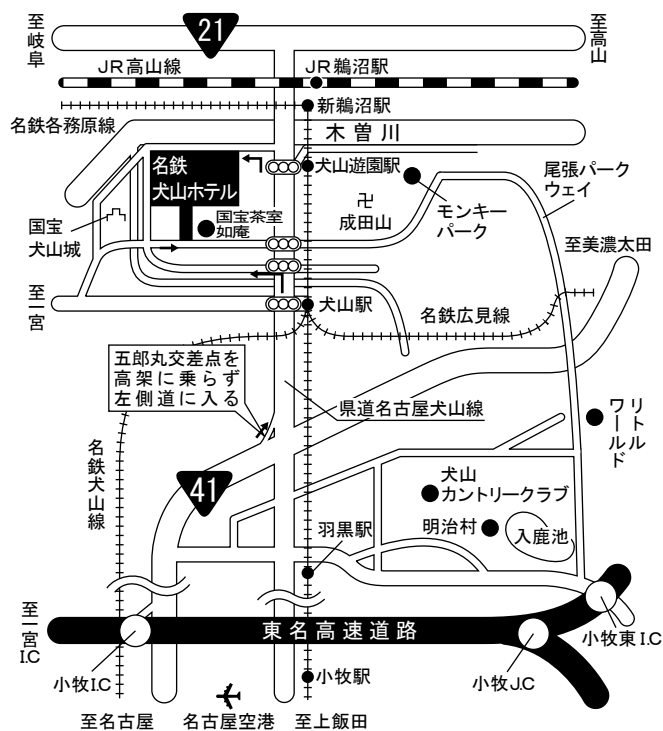 至岐阜
21
至高山
JR高山線
JR鵜沼駅
新鵜沼駅
名鉄各務原線
木曽川
名鉄
犬山ホテル
犬山遊園駅
尾張パーク
ウェイ
国宝
犬山城
国宝茶室
如庵
卍
成田山
モンキー
パーク
至美濃太田
至一宮
犬山駅
名鉄広見線
五郎丸交差点を
高架に乗らず
左側道に入る
県道名古屋犬山線
リトル
ワールド
名鉄犬山線
41
犬山
カントリークラブ
明治村
入鹿池
羽黒駅
至一宮I.C
東名高速道路
小牧東I.C
小牧I.C
小牧駅
小牧J.C
至名古屋
名古屋空港
至上飯田